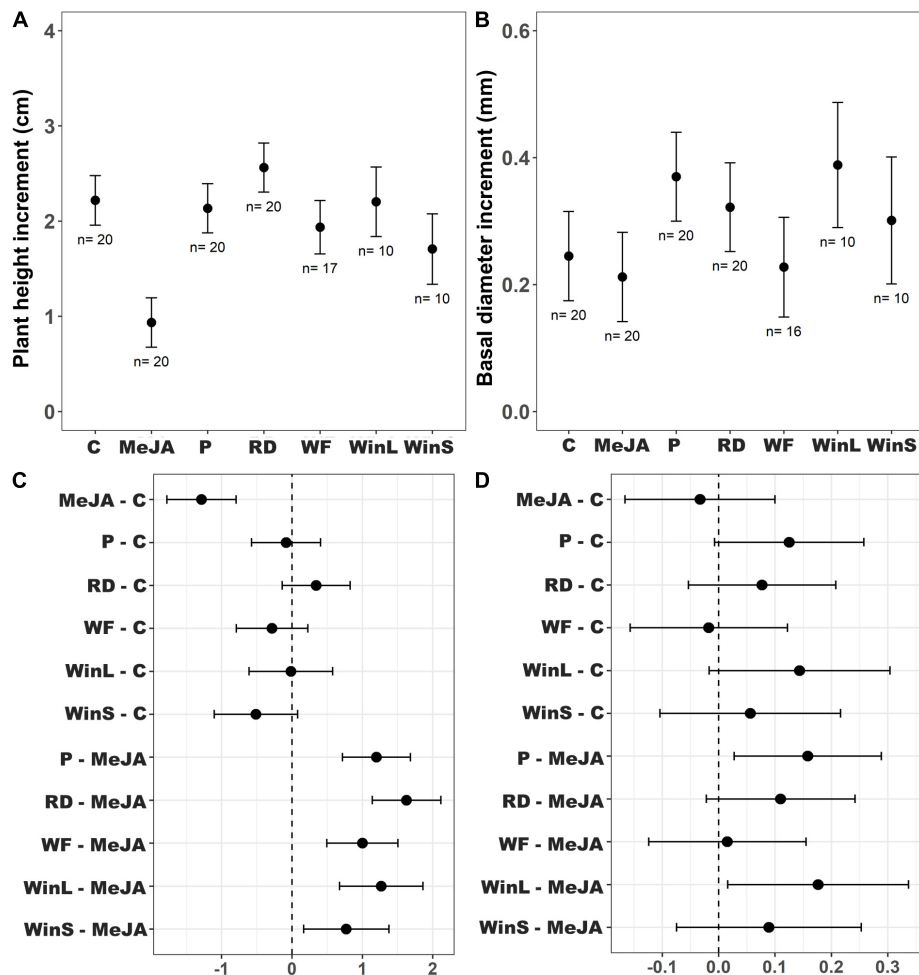 A
Plant height increment (cm)
4
3
2
1
0
n= 20
n= 20
n= 20
n= 20
n= 17
n= 10
n= 10
C MeJA P RD WF WinL WinS
B
Basal diameter increment (mm)
0.6
0.4
0.2
0.0
n= 20
n= 20
n= 20
n= 20
n= 16
n= 10
n= 10
C MeJA P RD WF WinL WinS
C
MeJA - C
P - C
RD - C
WF - C
WinL - C
WinS - C
P - MeJA
RD - MeJA
WF - MeJA
WinL - MeJA
WinS - MeJA
-1 0 1 2
D
MeJA - C
P - C
RD - C
WF - C
WinL - C
WinS - C
P - MeJA
RD - MeJA
WF - MeJA
WinL - MeJA
WinS - MeJA
-0.1 0.0 0.1 0.2 0.3